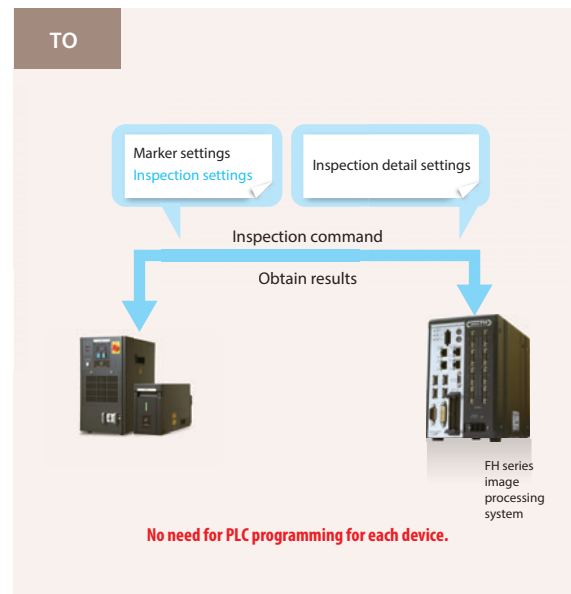 TO
Marker settings
Inspection settings
Inspection detail settings
Inspection command
Obtain results
FH series
image
processing
system
No need for PLC programming for each device.